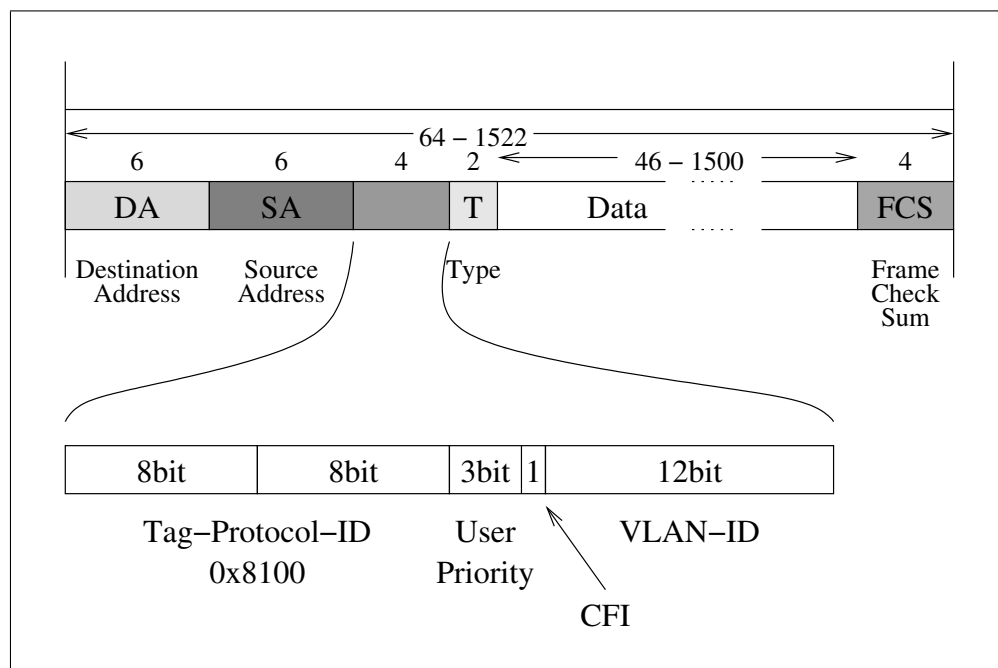 64 − 1522
6 6 4 2 46 − 1500 4
DA SA T Data FCS
Destination Address
Source Address
Type
Frame Check Sum
8bit 8bit 3bit 1 12bit
Tag−Protocol−ID 0x8100
User Priority
VLAN−ID
CFI